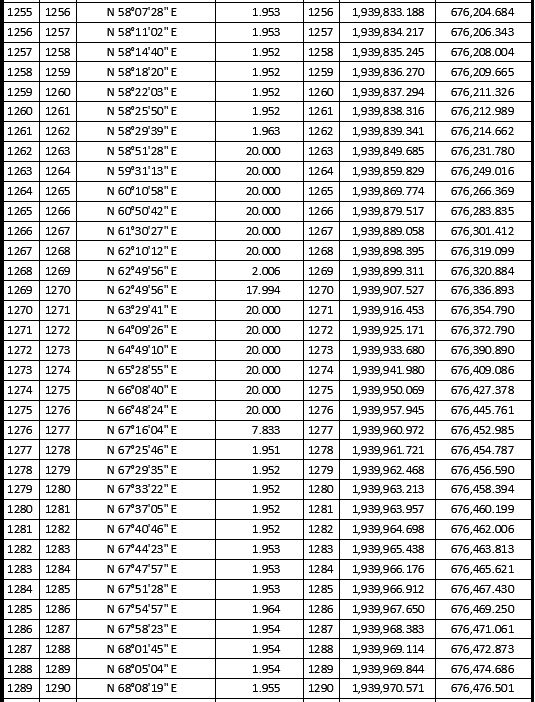 1255 1256 N 58°07'28" E 1.953 1256 1,939,833.188 676,204.684
1256 1257 N 58°11'02" E 1.953 1257 1,939,834.217 676,206.343
1257 1258 N 58°14'40" E 1.952 1258 1,939,835.245 676,208.004
1258 1259 N 58°18'20" E 1.952 1259 1,939,836.270 676,209.665
1259 1260 N 58°22'03" E 1.952 1260 1,939,837.294 676,211.326
1260 1261 N 58°25'50" E 1.952 1261 1,939,838.316 676,212.989
1261 1262 N 58°29'39" E 1.963 1262 1,939,839.341 676,214.662
1262 1263 N 58°51'28" E 20.000 1263 1,939,849.685 676,231.780
1263 1264 N 59°31'13" E 20.000 1264 1,939,859.829 676,249.016
1264 1265 N 60°10'58" E 20.000 1265 1,939,869.774 676,266.369
1265 1266 N 60°50'42" E 20.000 1266 1,939,879.517 676,283.835
1266 1267 N 61°30'27" E 20.000 1267 1,939,889.058 676,301.412
1267 1268 N 62°10'12" E 20.000 1268 1,939,898.395 676,319.099
1268 1269 N 62°49'56" E 2.006 1269 1,939,899.311 676,320.884
1269 1270 N 62°49'56" E 17.994 1270 1,939,907.527 676,336.893
1270 1271 N 63°29'41" E 20.000 1271 1,939,916.453 676,354.790
1271 1272 N 64°09'26" E 20.000 1272 1,939,925.171 676,372.790
1272 1273 N 64°49'10" E 20.000 1273 1,939,933.680 676,390.890
1273 1274 N 65°28'55" E 20.000 1274 1,939,941.980 676,409.086
1274 1275 N 66°08'40" E 20.000 1275 1,939,950.069 676,427.378
1275 1276 N 66°48'24" E 20.000 1276 1,939,957.945 676,445.761
1276 1277 N 67°16'04" E 7.833 1277 1,939,960.972 676,452.985
1277 1278 N 67°25'46" E 1.951 1278 1,939,961.721 676,454.787
1278 1279 N 67°29'35" E 1.952 1279 1,939,962.468 676,456.590
1279 1280 N 67°33'22" E 1.952 1280 1,939,963.213 676,458.394
1280 1281 N 67°37'05" E 1.952 1281 1,939,963.957 676,460.199
1281 1282 N 67°40'46" E 1.952 1282 1,939,964.698 676,462.006
1282 1283 N 67°44'23" E 1.953 1283 1,939,965.438 676,463.813
1283 1284 N 67°47'57" E 1.953 1284 1,939,966.176 676,465.621
1284 1285 N 67°51'28" E 1.953 1285 1,939,966.912 676,467.430
1285 1286 N 67°54'57" E 1.964 1286 1,939,967.650 676,469.250
1286 1287 N 67°58'23" E 1.954 1287 1,939,968.383 676,471.061
1287 1288 N 68°01'45" E 1.954 1288 1,939,969.114 676,472.873
1288 1289 N 68°05'04" E 1.954 1289 1,939,969.844 676,474.686
1289 1290 N 68°08'19" E 1.955 1290 1,939,970.571 676,476.501